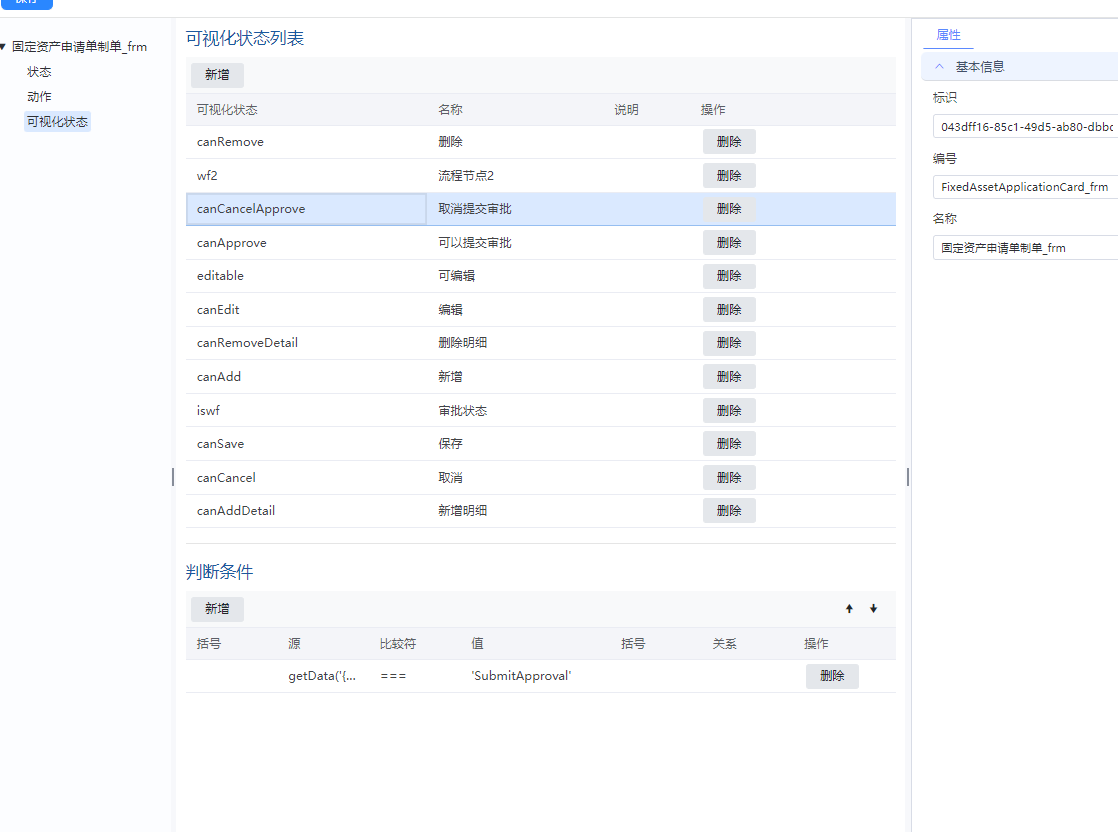 保存
固定资产申请单制单_frm
状态
动作
可视化状态
可视化状态列表
新增
可视化状态 名称 说明 操作
canRemove 删除 删除
wf2 流程节点2 删除
canCancelApprove 取消提交审批 删除
canApprove 可以提交审批 删除
editable 可编辑 删除
canEdit 编辑 删除
canRemoveDetail 删除明细 删除
canAdd 新增 删除
iswf 审批状态 删除
canSave 保存 删除
canCancel 取消 删除
canAddDetail 新增明细 删除
判断条件
新增
括号 源 比较符 值 括号 关系 操作
getData('{... === 'SubmitApproval' 删除
属性
基本信息
标识
043dff16-85c1-49d5-ab80-dbbc
编号
FixedAssetApplicationCard_frm
名称
固定资产申请单制单_frm